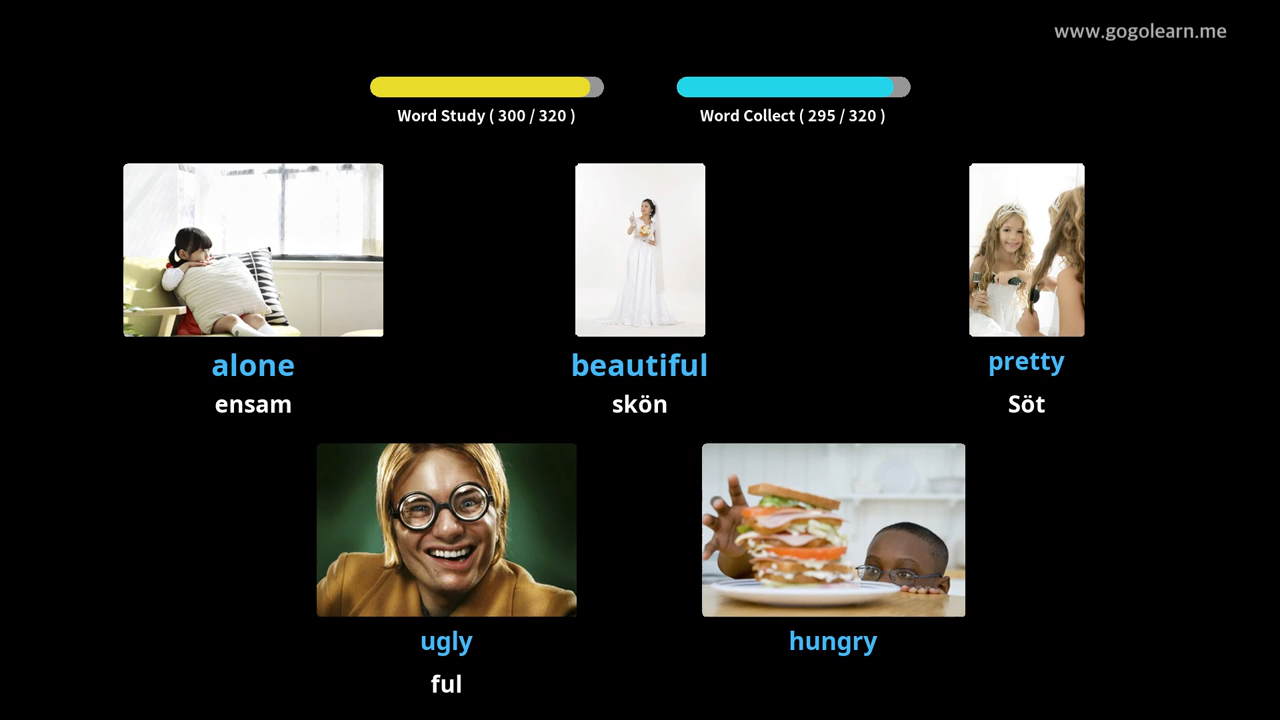 www.gogolearn.me
Word Study ( 300 / 320 )
Word Collect ( 295 / 320 )
alone
ensam
beautiful
skön
pretty
Söt
ugly
ful
hungry